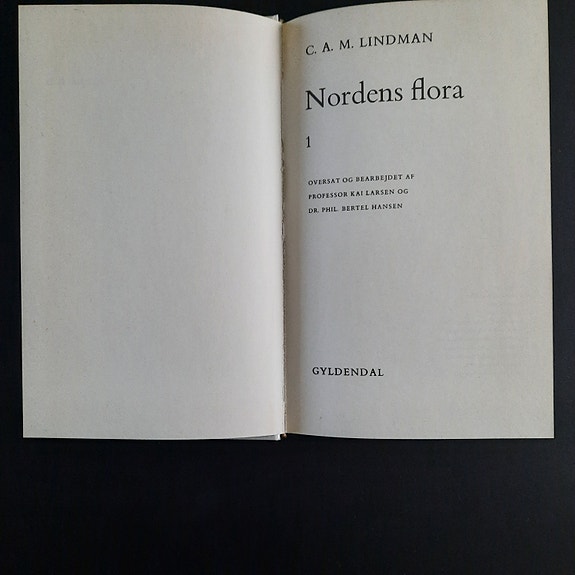 C. A. M. LINDMAN
Nordens flora
1
OVERSAT OG BEARBEJDET AF
PROFESSOR KAI LARSEN OG
DR. PHIL. BERTEL HANSEN
GYLDENDAL